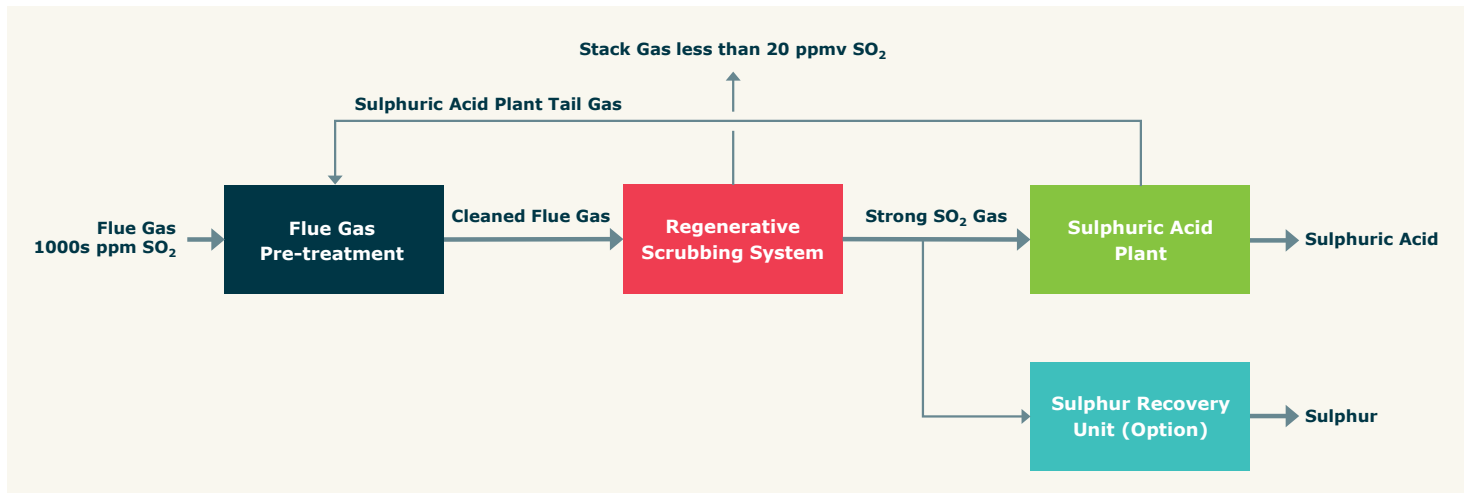 Stack Gas less than 20 ppmv SO₂
Sulphuric Acid Plant Tail Gas
Flue Gas
1000s ppm SO₂
Flue Gas
Pre-treatment
Cleaned Flue Gas
Regenerative
Scrubbing System
Strong SO₂ Gas
Sulphuric Acid
Plant
Sulphuric Acid
Sulphur Recovery
Unit (Option)
Sulphur